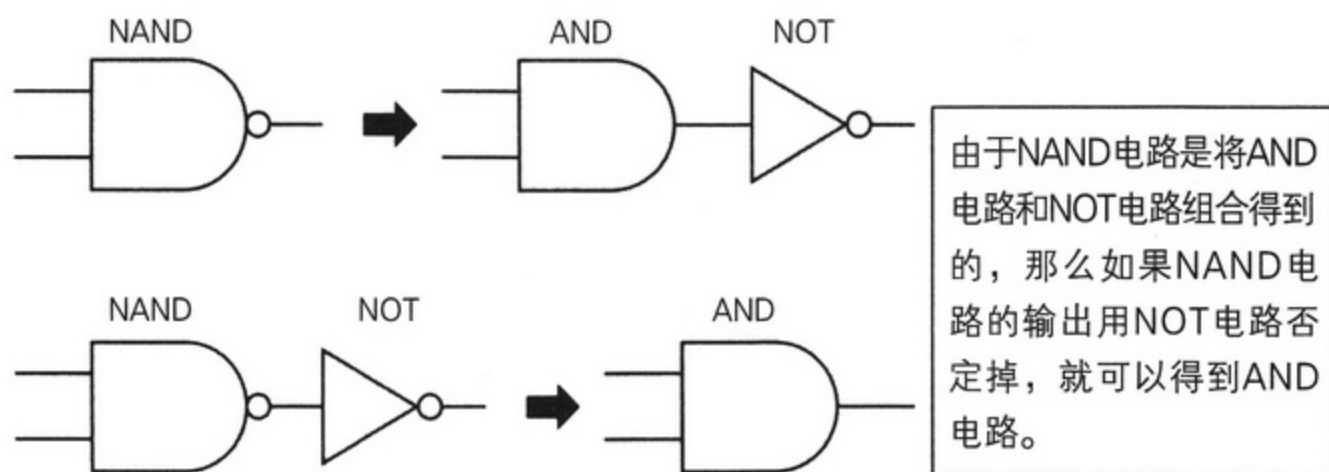 NAND
AND
NOT
由于NAND电路是将AND
电路和NOT电路组合得到
的，那么如果NAND电
路的输出用NOT电路否
定掉，就可以得到AND
电路。
NAND
NOT
AND